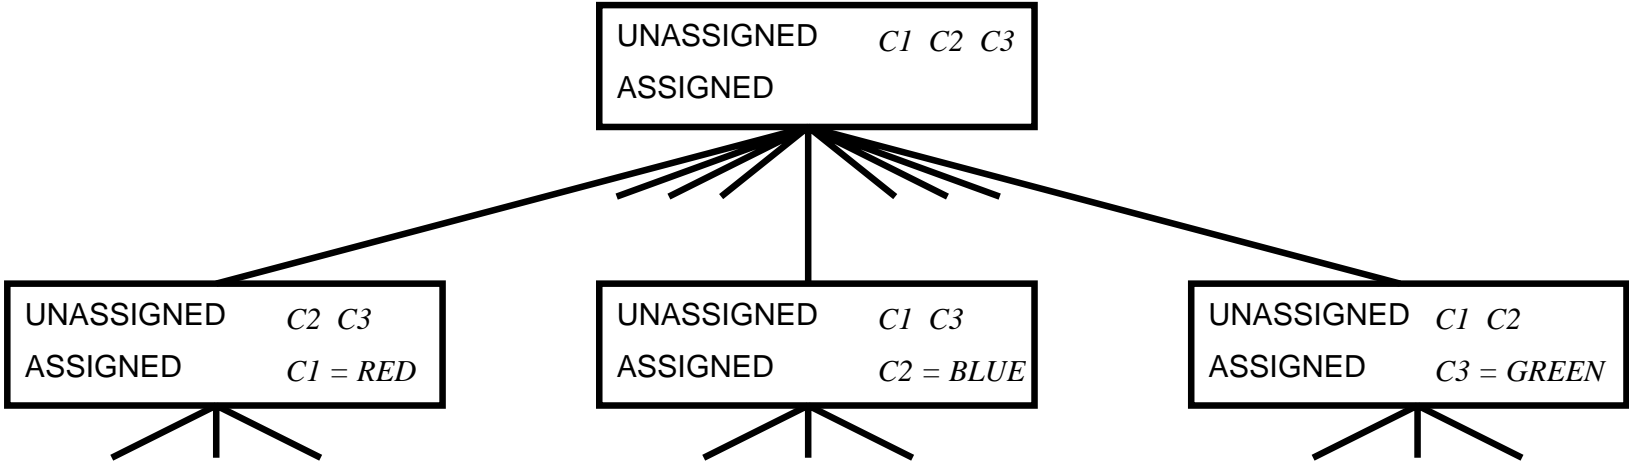 UNASSIGNED C1 C2 C3
ASSIGNED
UNASSIGNED C2 C3
ASSIGNED C1 = RED
UNASSIGNED C1 C3
ASSIGNED C2 = BLUE
UNASSIGNED C1 C2
ASSIGNED C3 = GREEN